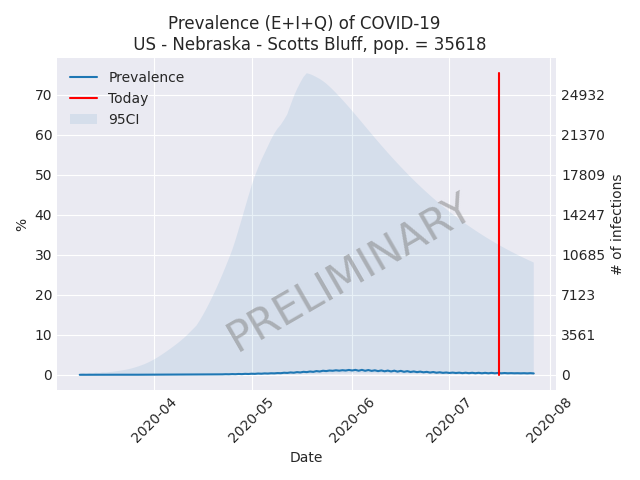 Prevalence (E+I+Q) of COVID-19
US - Nebraska - Scotts Bluff, pop. = 35618
Prevalence
Today
95CI
70
60
50
40
30
20
10
0
%
24932
21370
17809
14247
10685
7123
3561
0
# of infections
PRELIMINARY
2020-04
2020-05
2020-06
2020-07
2020-08
Date